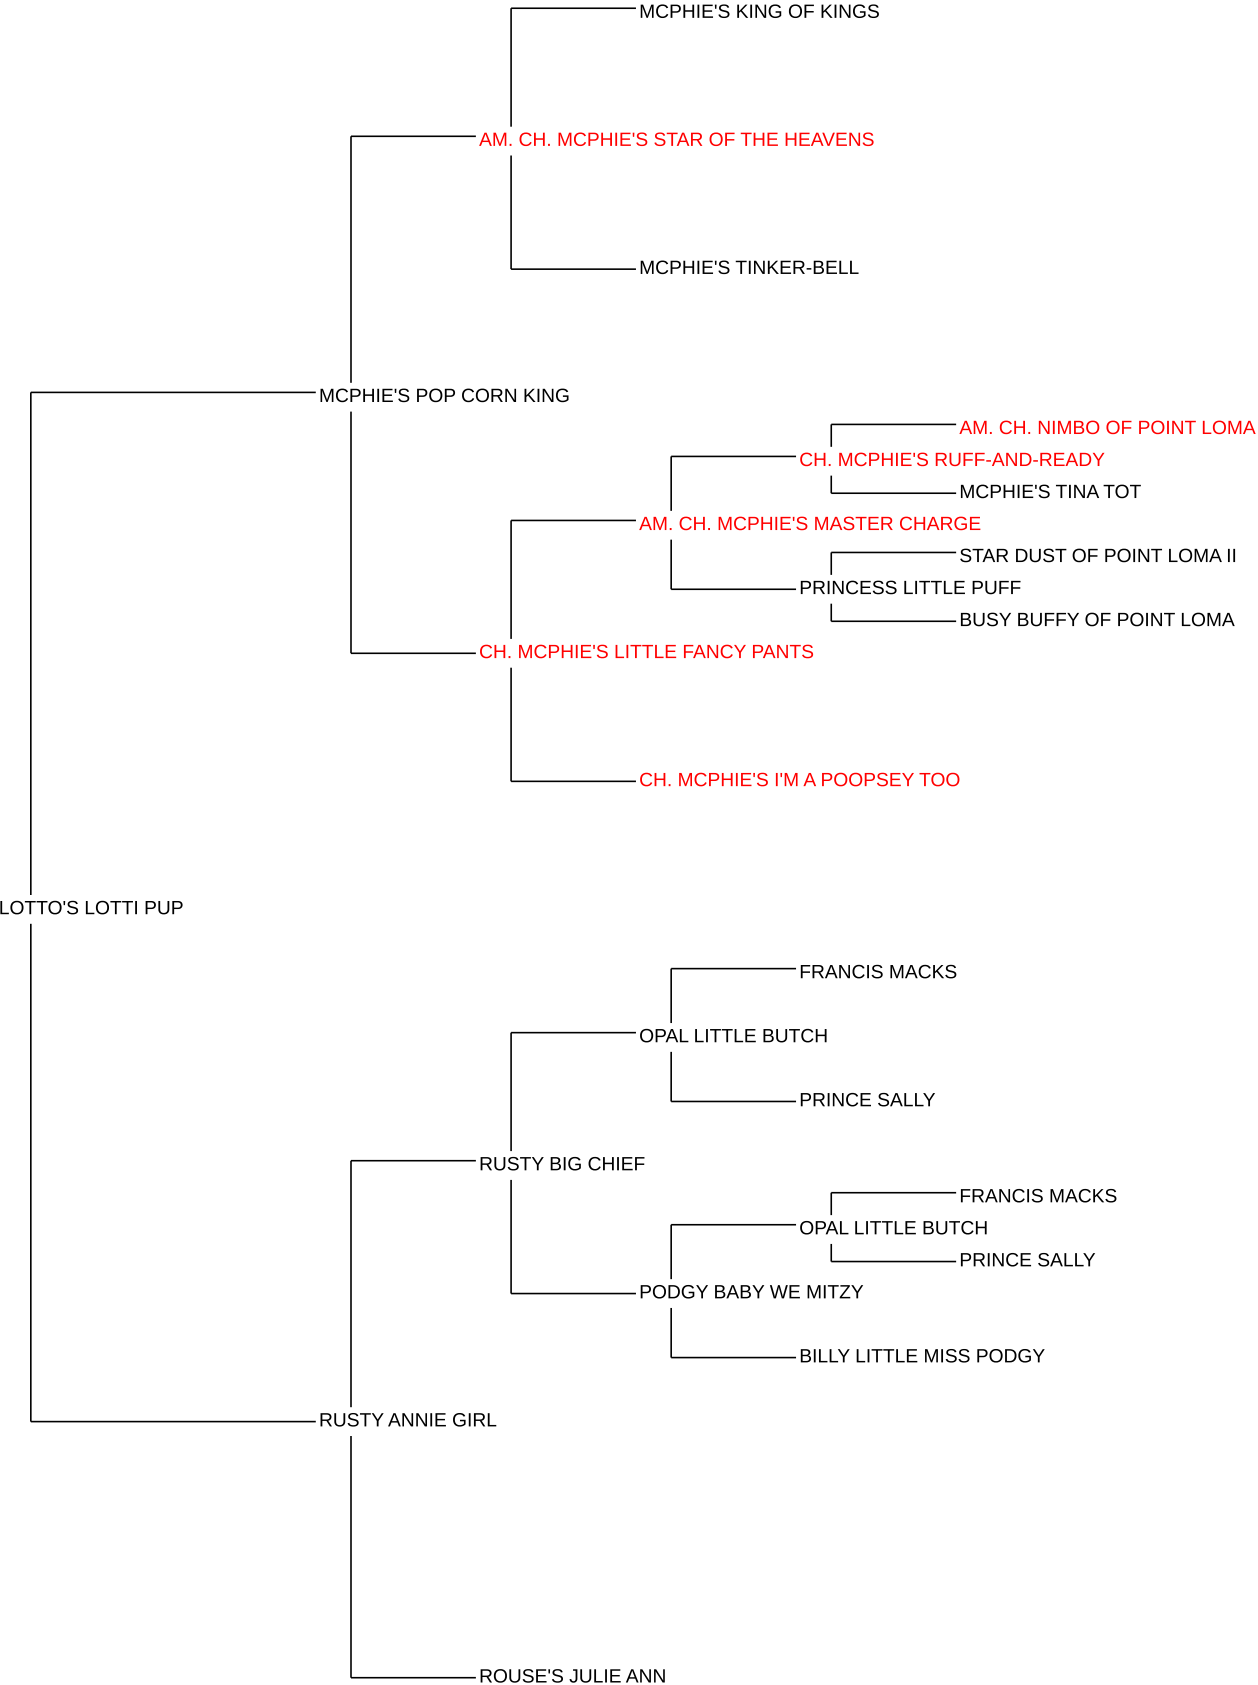 MCPHIE'S KING OF KINGS
AM. CH. MCPHIE'S STAR OF THE HEAVENS
MCPHIE'S TINKER-BELL
MCPHIE'S POP CORN KING
AM. CH. NIMBO OF POINT LOMA
CH. MCPHIE'S RUFF-AND-READY
MCPHIE'S TINA TOT
AM. CH. MCPHIE'S MASTER CHARGE
STAR DUST OF POINT LOMA II
PRINCESS LITTLE PUFF
BUSY BUFFY OF POINT LOMA
CH. MCPHIE'S LITTLE FANCY PANTS
CH. MCPHIE'S I'M A POOPSEY TOO
LOTTO'S LOTTI PUP
FRANCIS MACKS
OPAL LITTLE BUTCH
PRINCE SALLY
RUSTY BIG CHIEF
FRANCIS MACKS
OPAL LITTLE BUTCH
PRINCE SALLY
PODGY BABY WE MITZY
BILLY LITTLE MISS PODGY
RUSTY ANNIE GIRL
ROUSE'S JULIE ANN